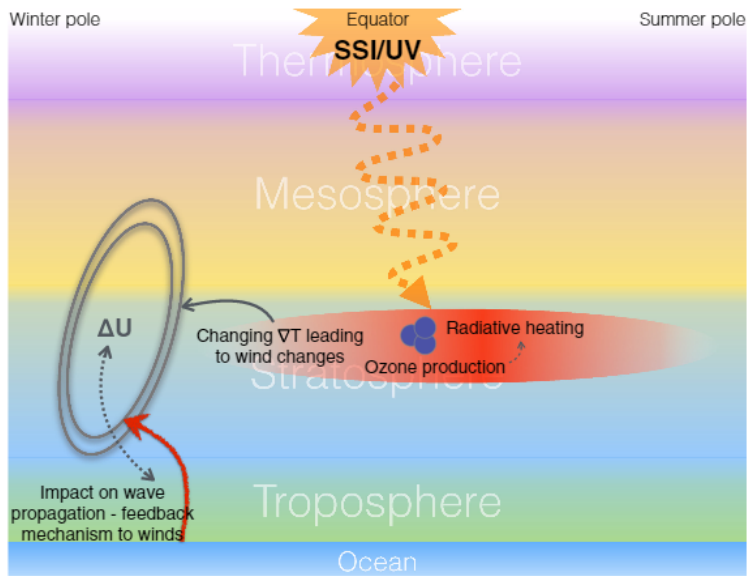 Winter pole
Equator
Summer pole
SSI/UV
Thermosphere
Mesosphere
ΔU
Changing ∇T leading
to wind changes
Radiative heating
Ozone production
Stratosphere
Impact on wave
propagation - feedback
mechanism to winds
Troposphere
Ocean